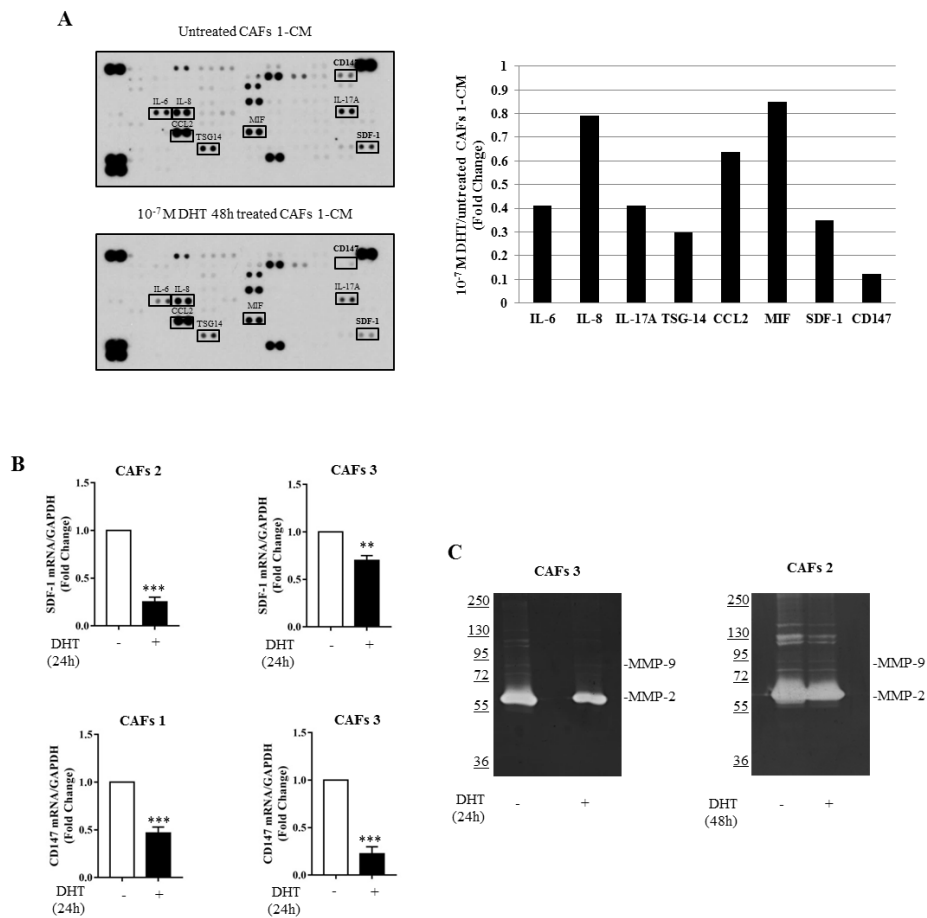 A
Untreated CAFs 1-CM
CD147
IL-6 IL-8
IL-17A
CCL2
MIF
TSG14
SDF-1
10-7 M DHT 48h treated CAFs 1-CM
CD147
IL-6 IL-8
IL-17A
CCL2
MIF
TSG14
SDF-1
10-7 M DHT/untreated CAFs 1-CM
(Fold Change)
1
0.9
0.8
0.7
0.6
0.5
0.4
0.3
0.2
0.1
0
IL-6 IL-8 IL-17A TSG-14 CCL2 MIF SDF-1 CD147
B
CAFs 2
SDF-1 mRNA/GAPDH
(Fold Change)
1.5
1.0
0.5
0.0
***
DHT - +
(24h)
CAFs 3
SDF-1 mRNA/GAPDH
(Fold Change)
1.5
1.0
0.5
0.0
**
DHT - +
(24h)
CAFs 1
CD147 mRNA/GAPDH
(Fold Change)
1.5
1.0
0.5
0.0
***
DHT - +
(24h)
CAFs 3
CD147 mRNA/GAPDH
(Fold Change)
1.5
1.0
0.5
0.0
***
DHT - +
(24h)
C
CAFs 3
250
130
95
72
55
36
-MMP-9
-MMP-2
DHT - +
(24h)
CAFs 2
250
130
95
72
55
36
-MMP-9
-MMP-2
DHT - +
(48h)